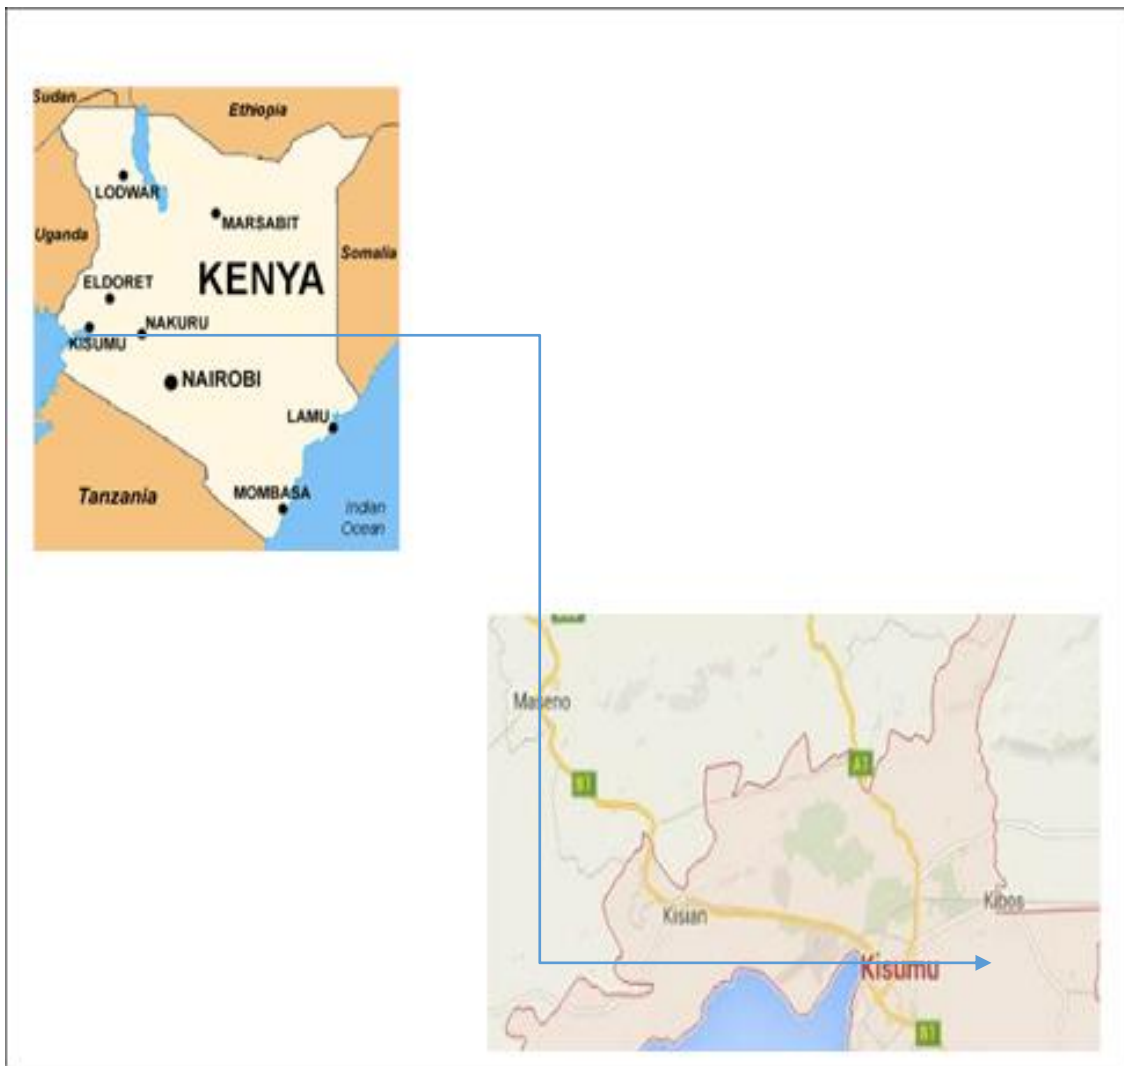 Sudan
Ethiopia
LODWAR
MARSABIT
Uganda
Somalia
KENYA
ELDORET
NAKURU
KISUMU
NAIROBI
LAMU
Tanzania
MOMBASA
Indian
Ocean
Maseno
A1
B1
Kibos
Kisian
Kisumu
B1